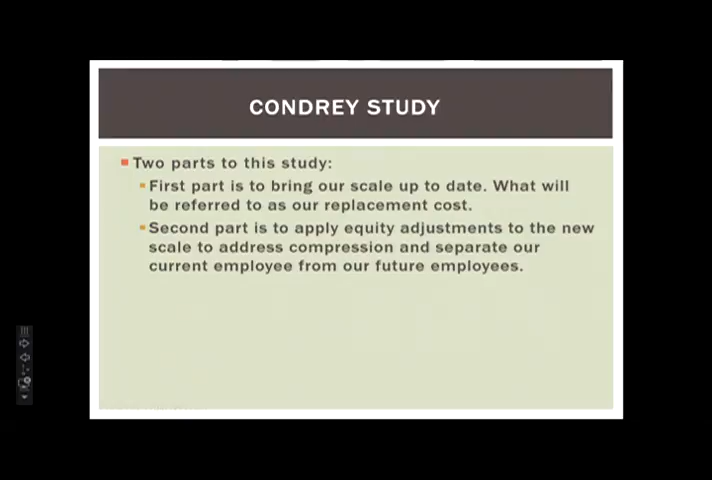 CONDREY STUDY
Two parts to this study:
First part is to bring our scale up to date. What will
be referred to as our replacement cost.
Second part is to apply equity adjustments to the new
scale to address compression and separate our
current employee from our future employees.